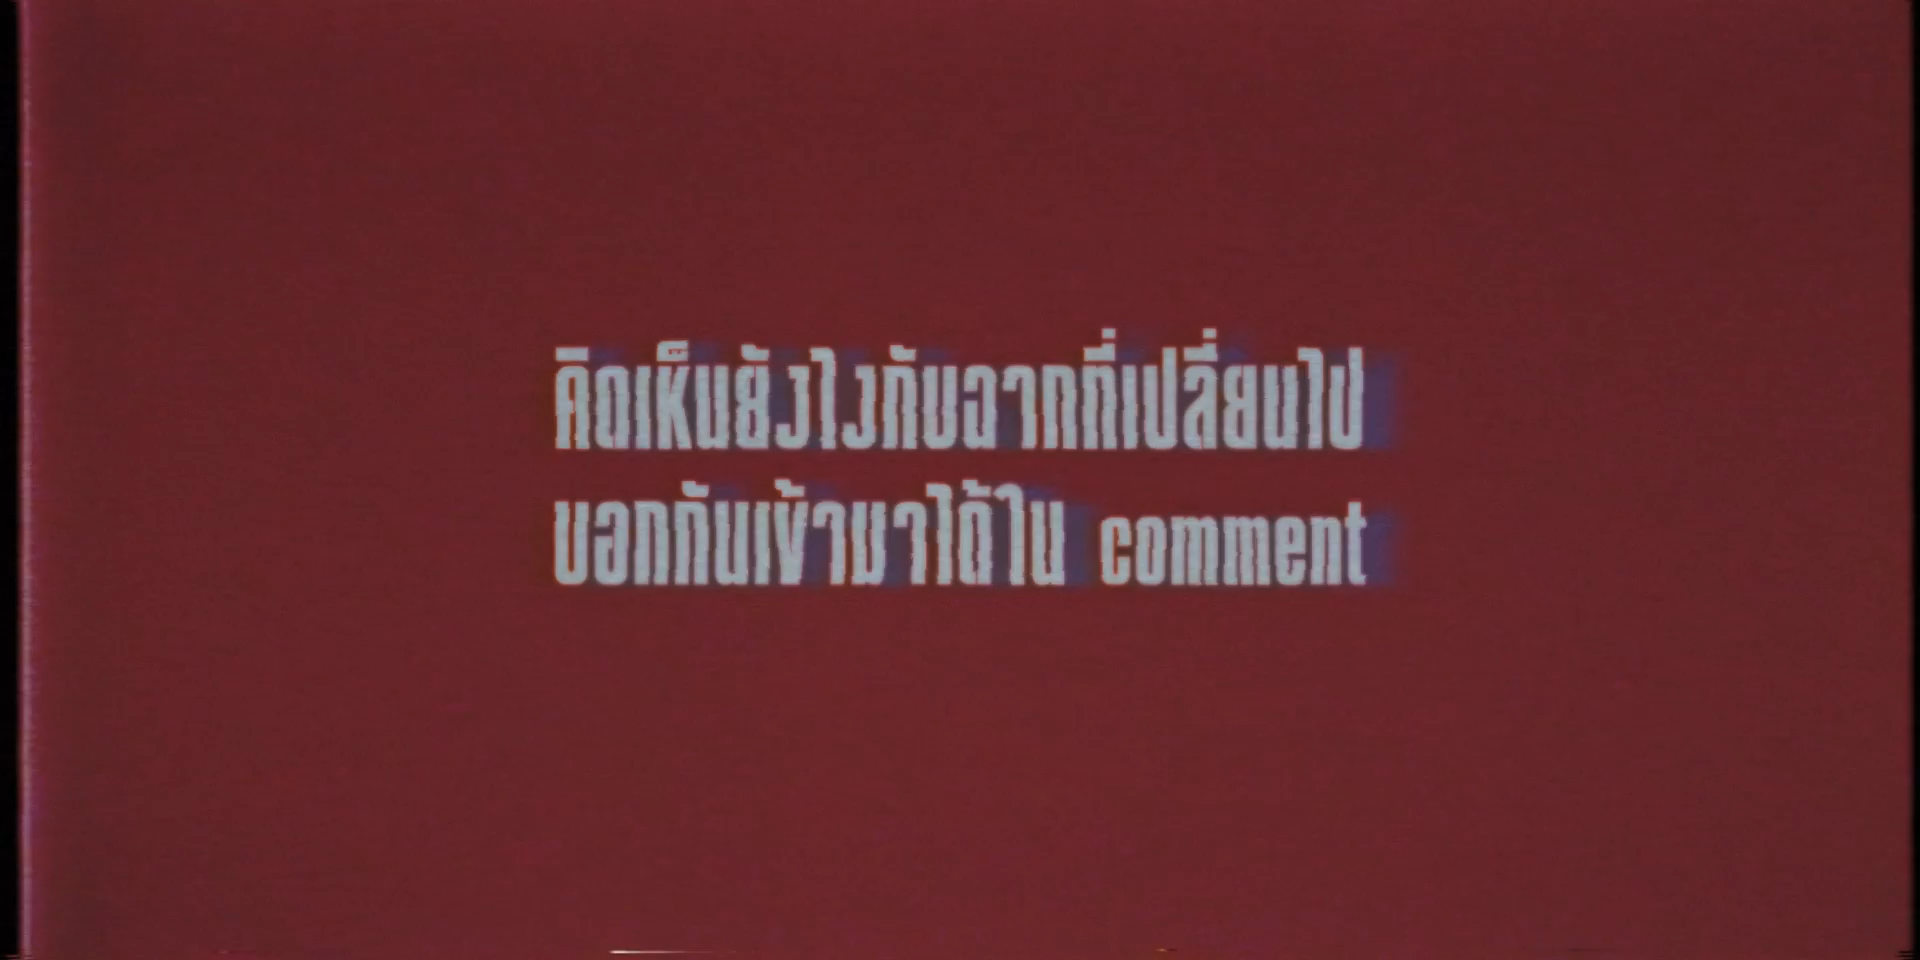 คิดเห็นยังไงกับฉากที่เปลี่ยนไป
บอกกันเข้ามาได้ใน comment